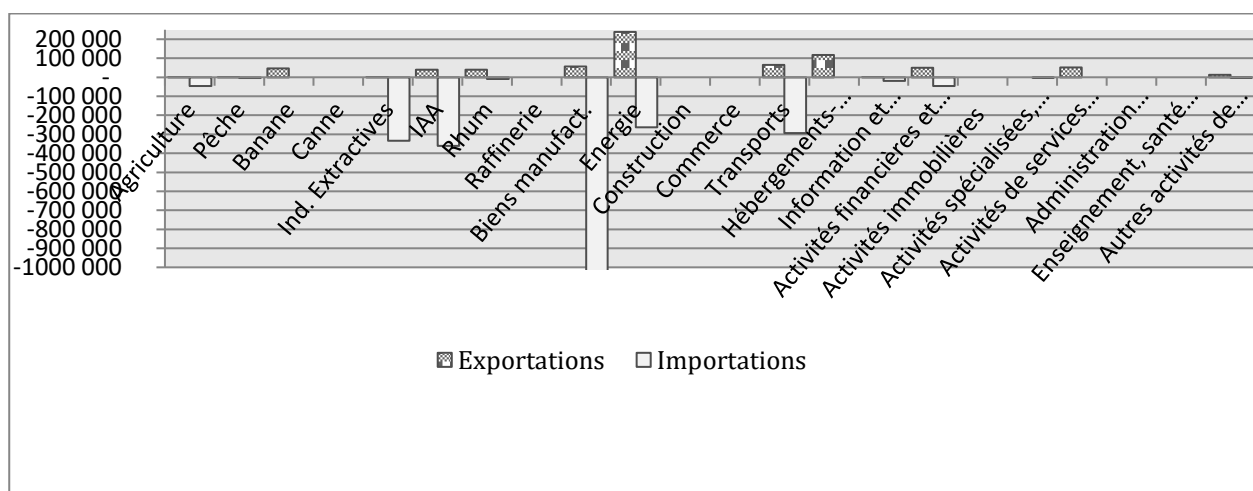 200 000
100 000
-
-100 000
-200 000
-300 000
-400 000
-500 000
-600 000
-700 000
-800 000
-900 000
-1000 000
Agriculture
Pêche
Banane
Canne
Ind. Extractives
IAA
Rhum
Raffinerie
Biens manufact.
Energie
Construction
Commerce
Transports
Hébergements-…
Information et…
Activités financières et…
Activités immobilières
Activités spécialisées,…
Activités de services…
Administration…
Enseignement, santé…
Autres activités de…
Exportations Importations